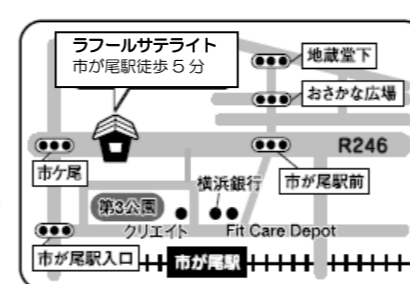 ラフールサテライト
市が尾駅徒歩5分
地蔵堂下
おさかな広場
R246
市ケ尾
市が尾駅前
横浜銀行
第3公園
クリエイト
Fit Care Depot
市が尾駅入口
市が尾駅